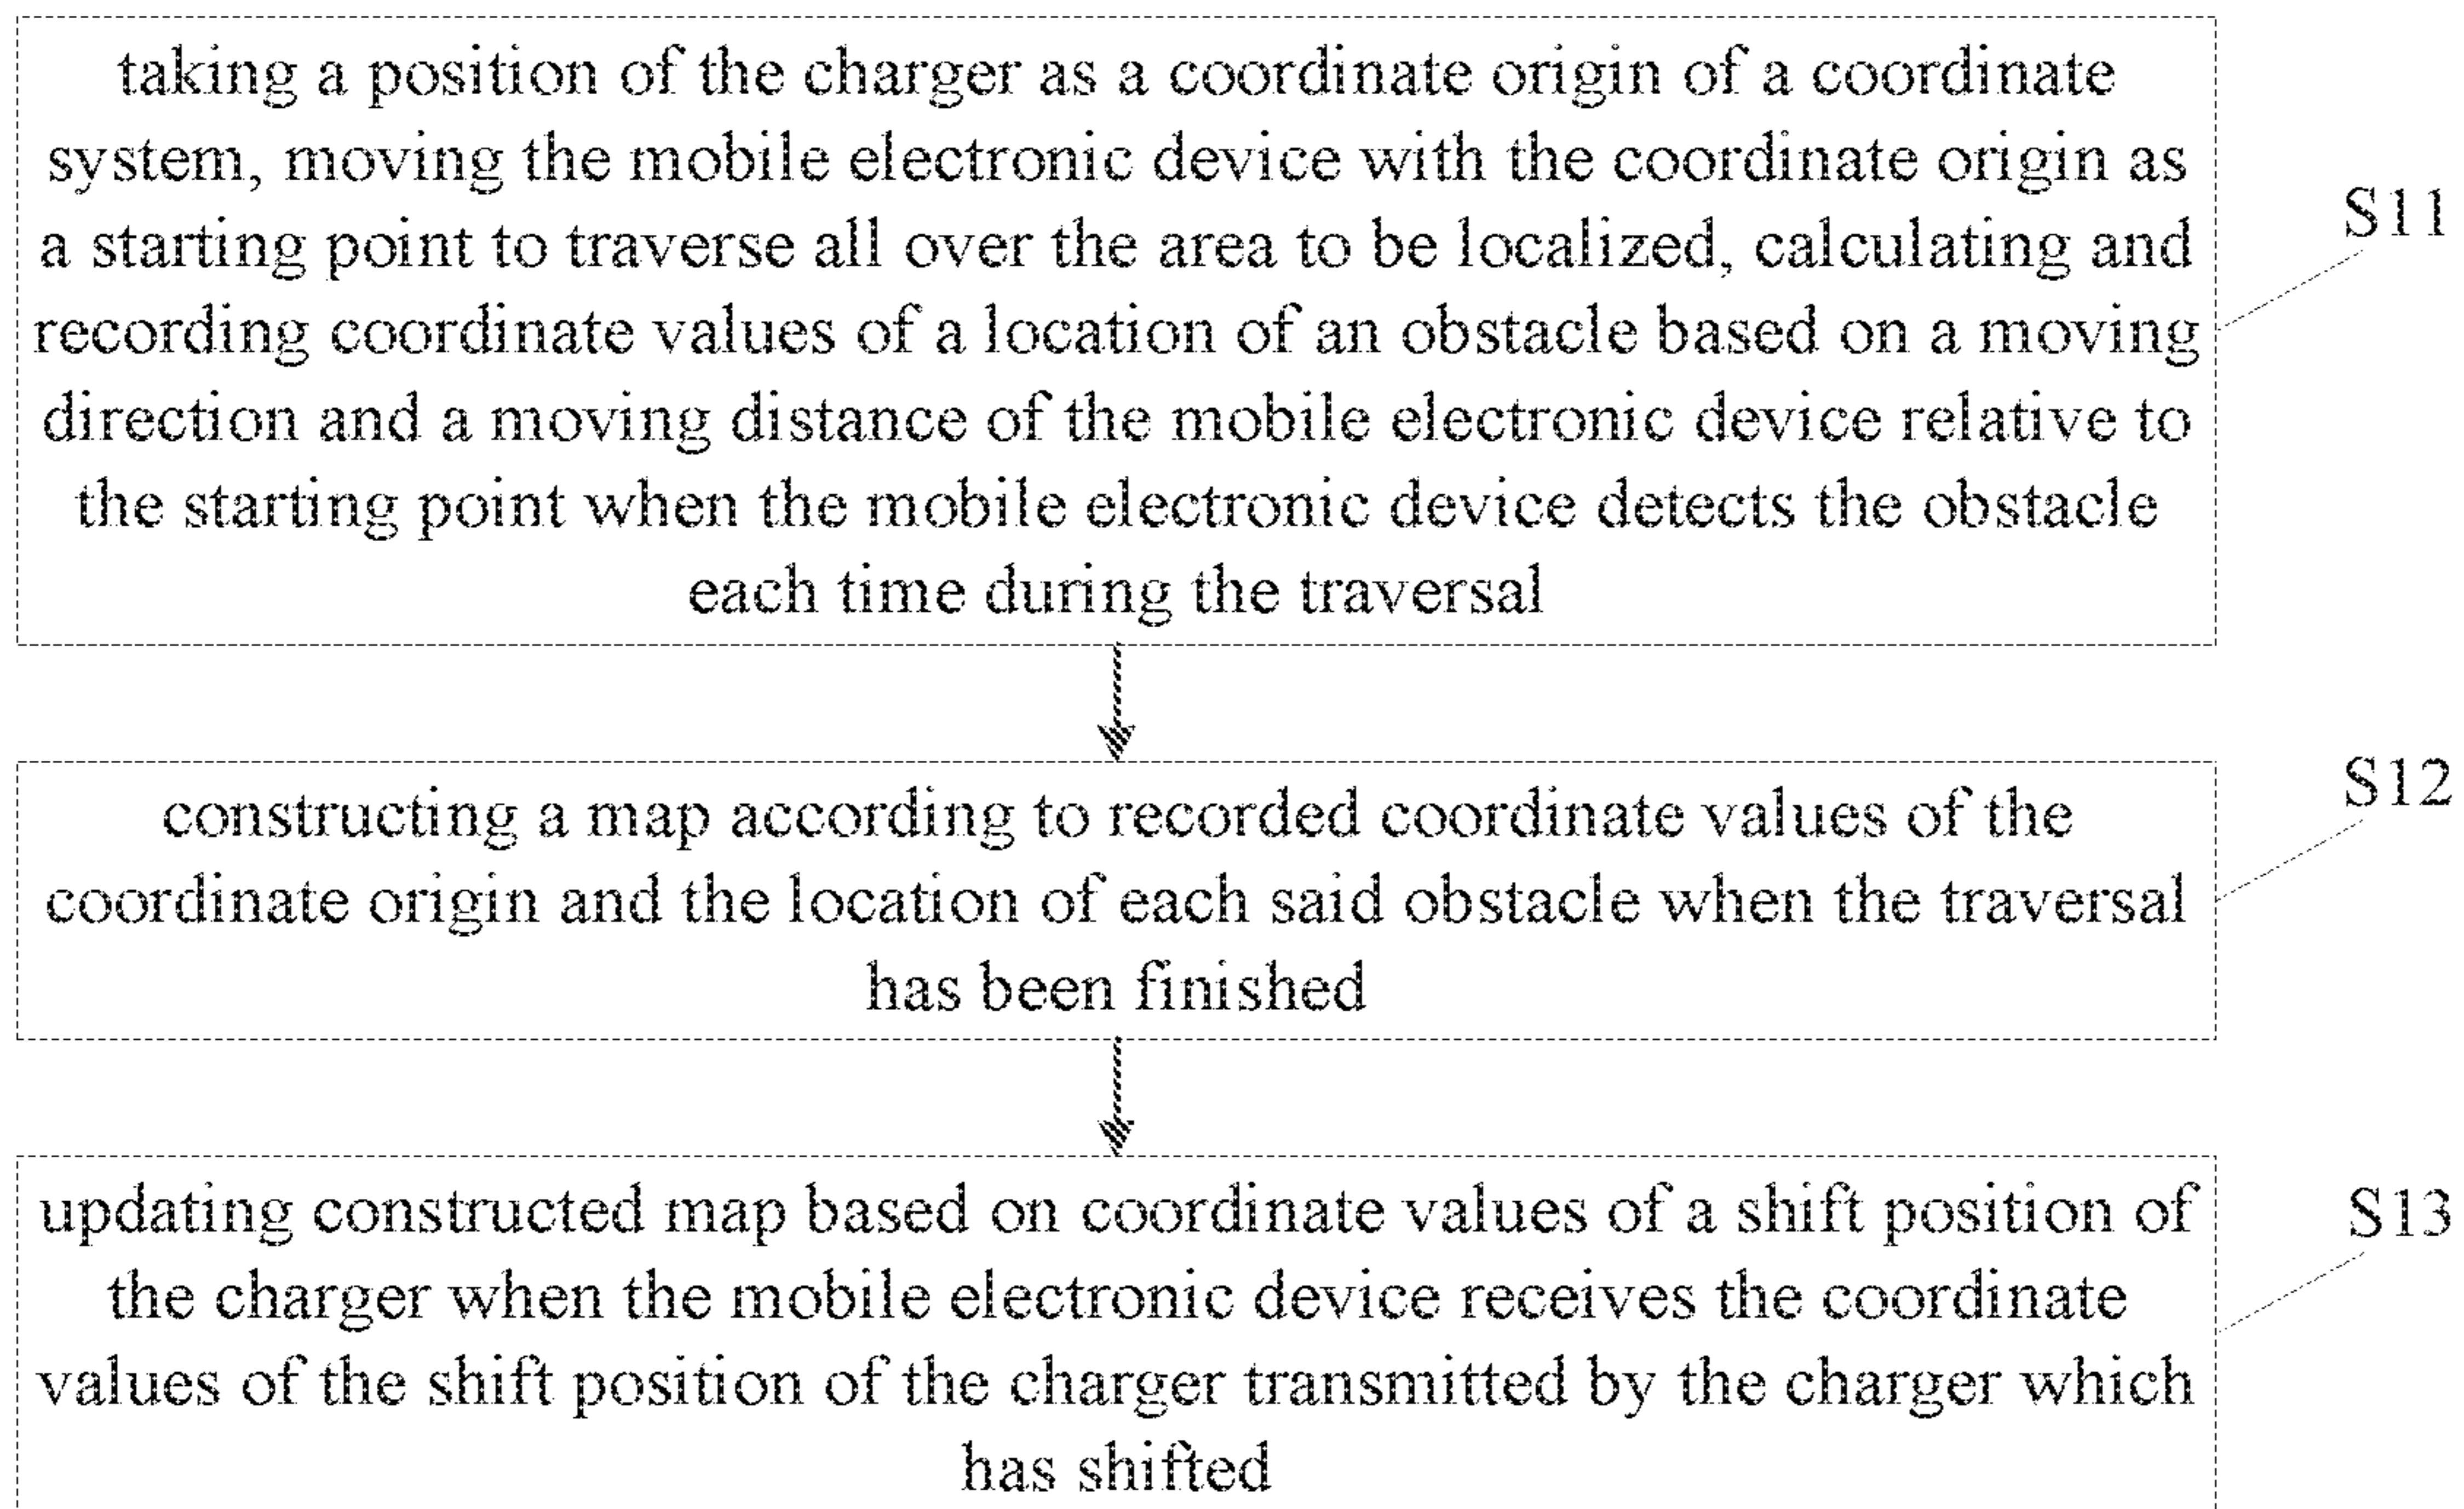 taking a position of the charger as a coordinate origin of a coordinate
system, moving the mobile electronic device with the coordinate origin as
a starting point to traverse all over the area to be localized, calculating and
recording coordinate values of a location of an obstacle based on a moving
direction and a moving distance of the mobile electronic device relative to
the starting point when the mobile electronic device detects the obstacle
each time during the traversal
S11
constructing a map according to recorded coordinate values of the
coordinate origin and the location of each said obstacle when the traversal
has been finished
S12
updating constructed map based on coordinate values of a shift position of
the charger when the mobile electronic device receives the coordinate
values of the shift position of the charger transmitted by the charger which
has shifted
S13